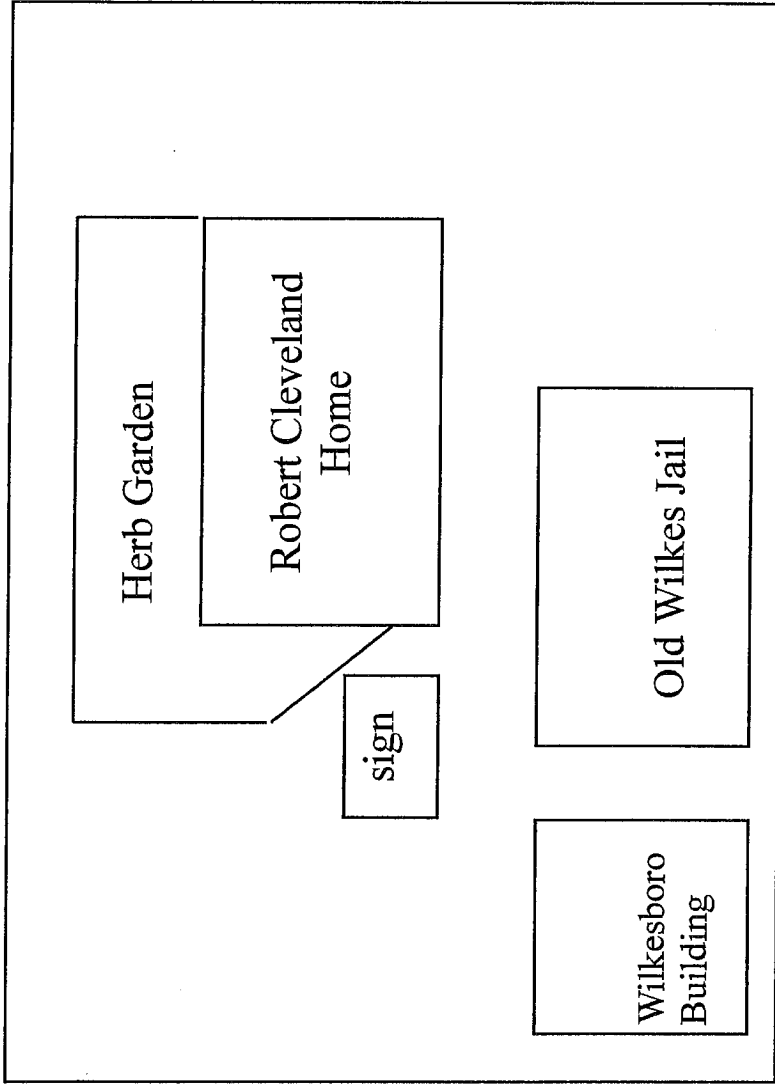 Herb Garden
Robert Cleveland
Home
sign
Old Wilkes Jail
Wilkesboro
Building